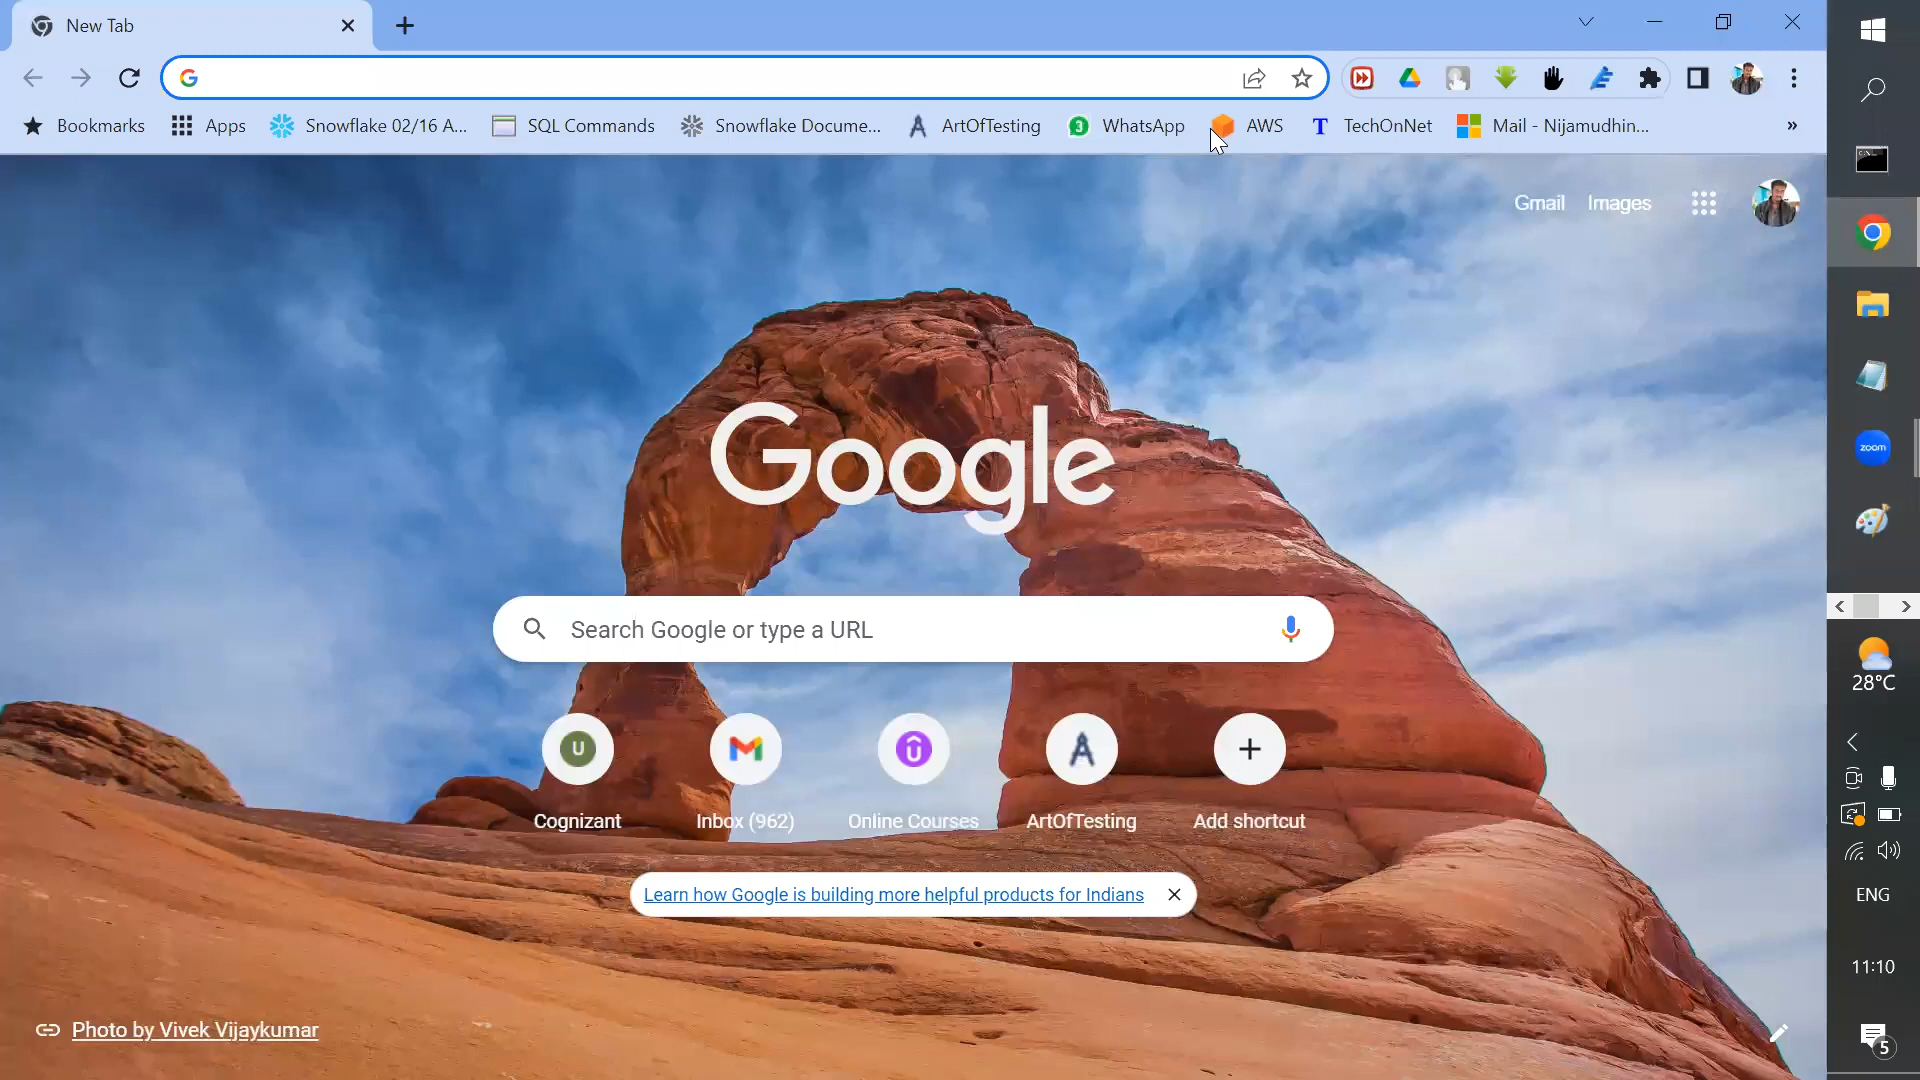 New Tab
Bookmarks Apps Snowflake 02/16 A... SQL Commands Snowflake Docume... ArtOfTesting 3 WhatsApp AWS T TechOnNet Mail - Nijamudhin... »
Gmail Images
Google
zoom
Search Google or type a URL
28°C
U
Cognizant Inbox (962) Online Courses ArtOfTesting Add shortcut
Learn how Google is building more helpful products for Indians
ENG
11:10
Photo by Vivek Vijaykumar
5